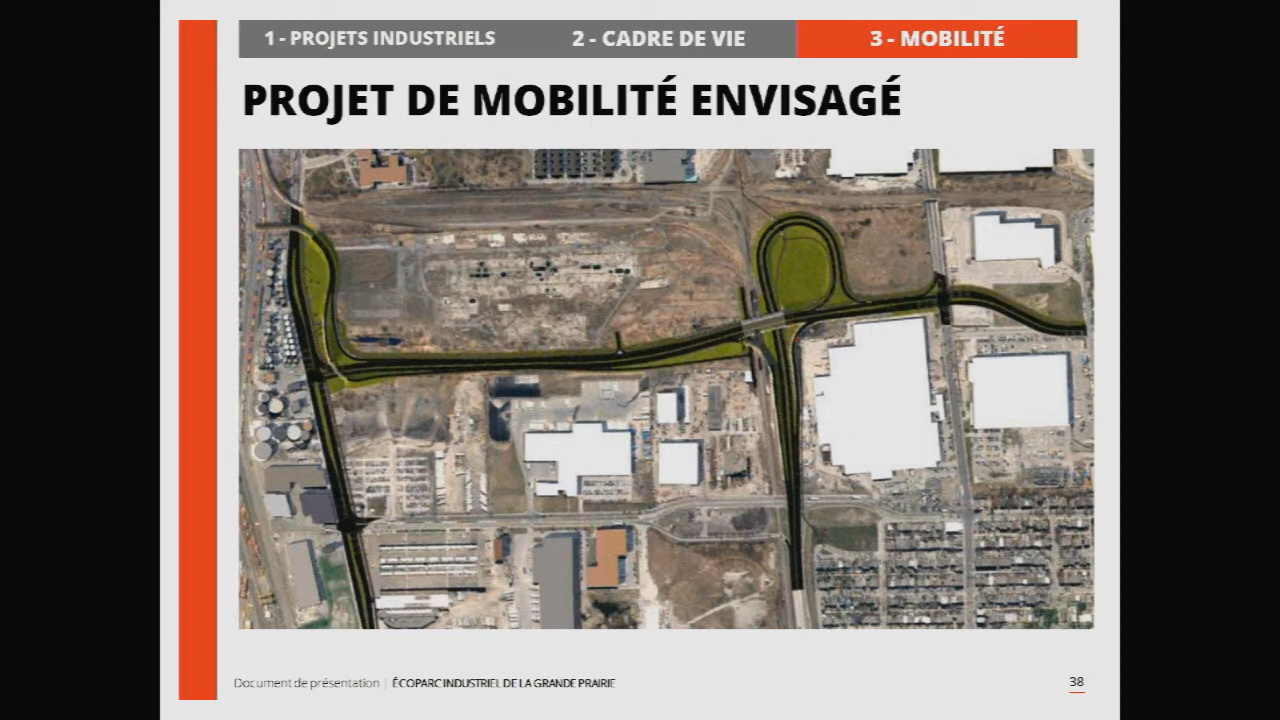 1 - PROJETS INDUSTRIELS
2 - CADRE DE VIE
3 - MOBILITÉ
PROJET DE MOBILITÉ ENVISAGÉ
Document de présentation | ÉCOPARC INDUSTRIEL DE LA GRANDE PRAIRIE
38